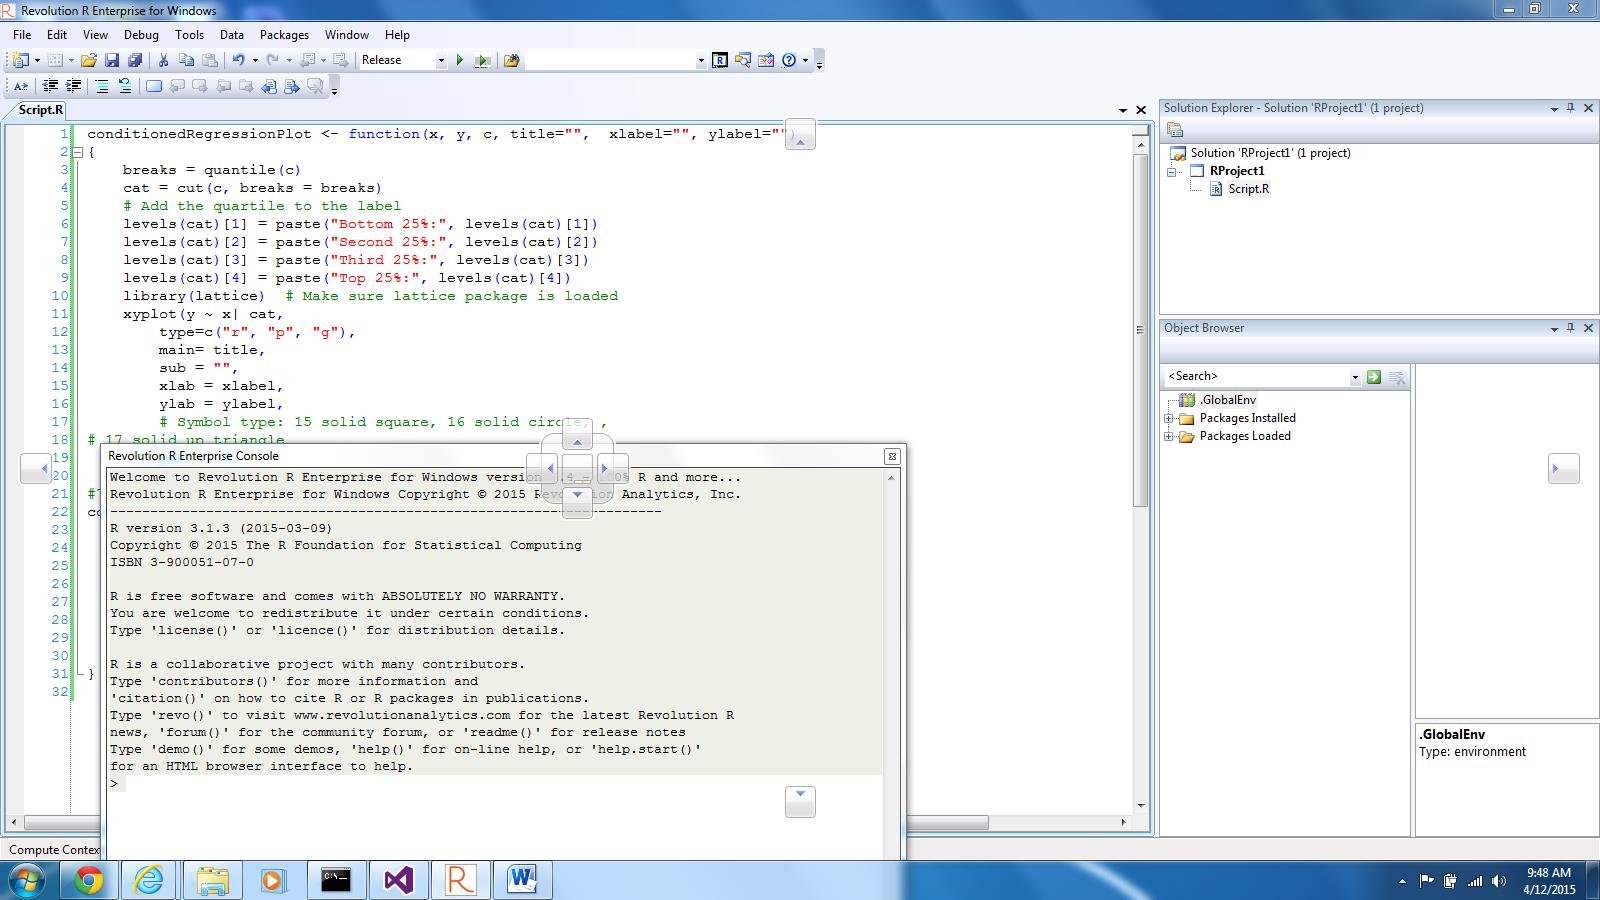 Revolution R Enterprise for Windows
File Edit View Debug Tools Data Packages Window Help
Release
Script.R
1 conditionedRegressionPlot <- function(x, y, c, title="",  xlabel="", ylabel="")
2 {
3 breaks = quantile(c)
4 cat = cut(c, breaks = breaks)
5 # Add the quartile to the label
6 levels(cat)[1] = paste("Bottom 25%:", levels(cat)[1])
7 levels(cat)[2] = paste("Second 25%:", levels(cat)[2])
8 levels(cat)[3] = paste("Third 25%:", levels(cat)[3])
9 levels(cat)[4] = paste("Top 25%:", levels(cat)[4])
10 library(lattice)  # Make sure lattice package is loaded
11 xyplot(y ~ x| cat,
12 type=c("r", "p", "g"),
13 main= title,
14 sub = "",
15 xlab = xlabel,
16 ylab = ylabel,
17 # Symbol type: 15 solid square, 16 solid circle, ,
18 # 17 solid up triangle
19
20
21
22
23
24
25
26
27
28
29
30
31 }
32
Revolution R Enterprise Console
Welcome to Revolution R Enterprise for Windows R and more...
Revolution R Enterprise for Windows Copyright © 2015 Revolution Analytics, Inc.
--------------------------------------------------------------------
R version 3.1.3 (2015-03-09)
Copyright © 2015 The R Foundation for Statistical Computing
ISBN 3-900051-07-0
R is free software and comes with ABSOLUTELY NO WARRANTY.
You are welcome to redistribute it under certain conditions.
Type 'license()' or 'licence()' for distribution details.
R is a collaborative project with many contributors.
Type 'contributors()' for more information and
'citation()' on how to cite R or R packages in publications.
Type 'revo()' to visit www.revolutionanalytics.com for the latest Revolution R
news, 'forum()' for the community forum, or 'readme()' for release notes
Type 'demo()' for some demos, 'help()' for on-line help, or 'help.start()'
for an HTML browser interface to help.
>
Solution Explorer - Solution 'RProject1' (1 project)
Solution 'RProject1' (1 project)
RProject1
Script.R
Object Browser
<Search>
.GlobalEnv
Packages Installed
Packages Loaded
.GlobalEnv
Type: environment
Compute
9:48 AM
4/12/2015